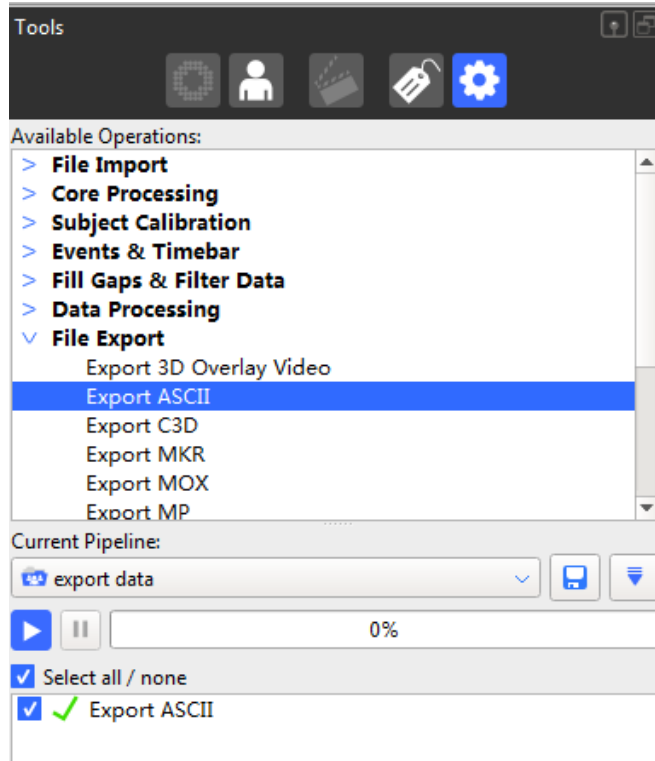 Tools
Available Operations:
> File Import
> Core Processing
> Subject Calibration
> Events & Timebar
> Fill Gaps & Filter Data
> Data Processing
File Export
Export 3D Overlay Video
Export ASCII
Export C3D
Export MKR
Export MOX
Export MP
Current Pipeline:
export data
0%
Select all / none
Export ASCII